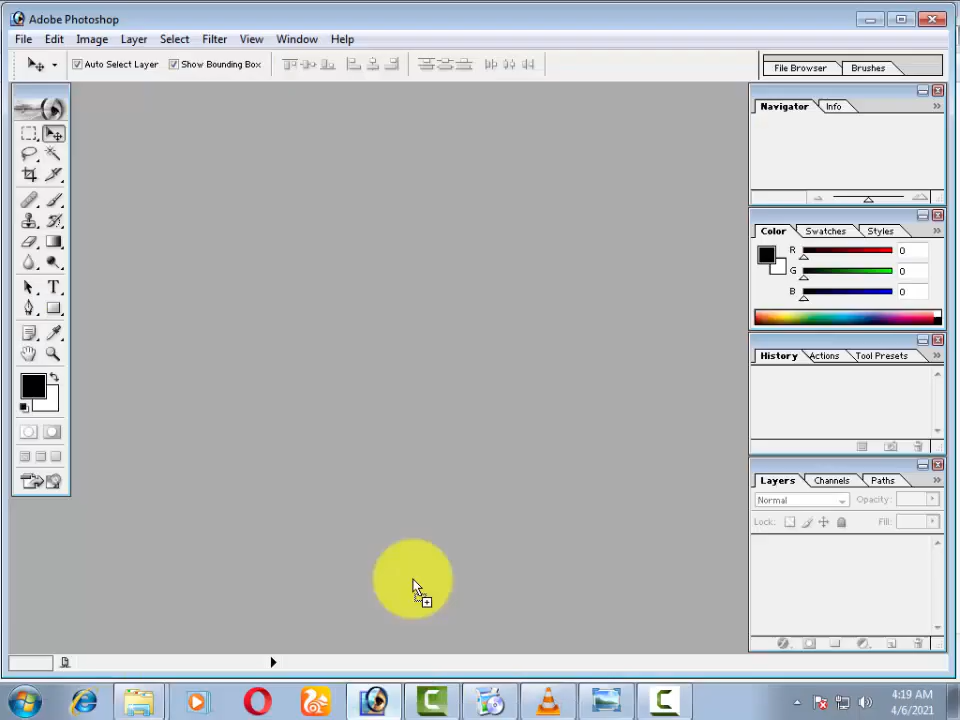 Adobe Photoshop
File Edit Image Layer Select Filter View Window Help
Auto Select Layer Show Bounding Box
File Browser Brushes
Navigator Info
Color Swatches Styles
R 0
G 0
B 0
History Actions Tool Presets
Layers Channels Paths
Normal Opacity:
Lock: Fill:
4:19 AM
4/6/2021